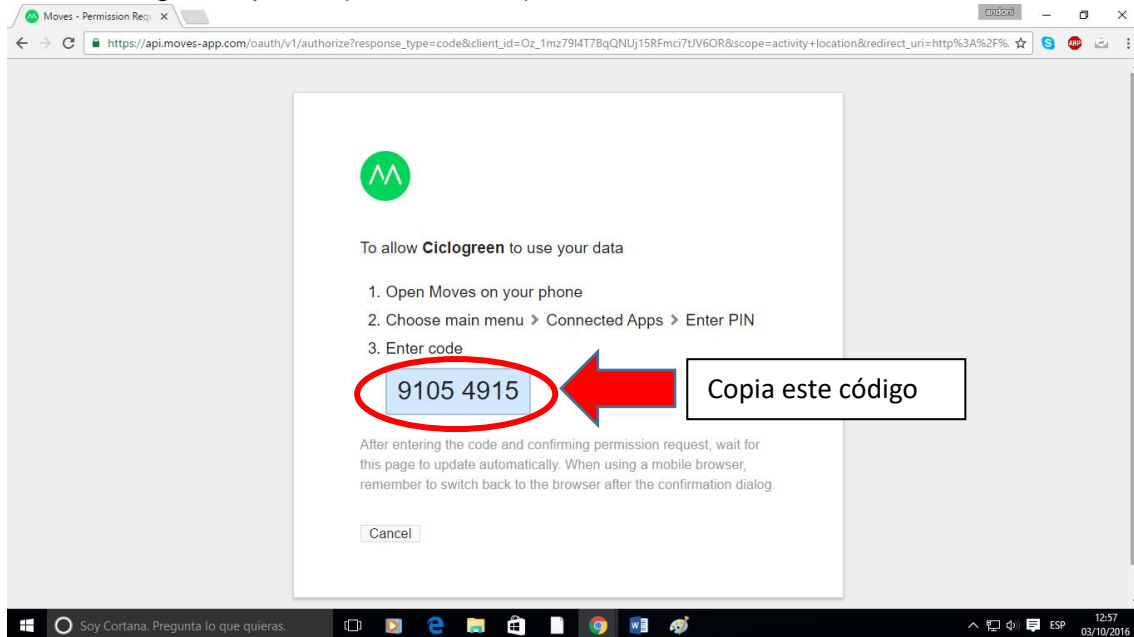 Moves - Permission Requ
andoni
https://api.moves-app.com/oauth/v1/authorize?response_type=code&client_id=Oz_1mz79I4T7BqQNUj15RFmci7tJV6OR&scope=activity+location&redirect_uri=http%3A%2F%
To allow Ciclogreen to use your data
1. Open Moves on your phone
2. Choose main menu > Connected Apps > Enter PIN
3. Enter code
9105 4915
Copia este código
After entering the code and confirming permission request, wait for
this page to update automatically. When using a mobile browser,
remember to switch back to the browser after the confirmation dialog.
Cancel
Soy Cortana. Pregunta lo que quieras.
ESP
12:57
03/10/2016